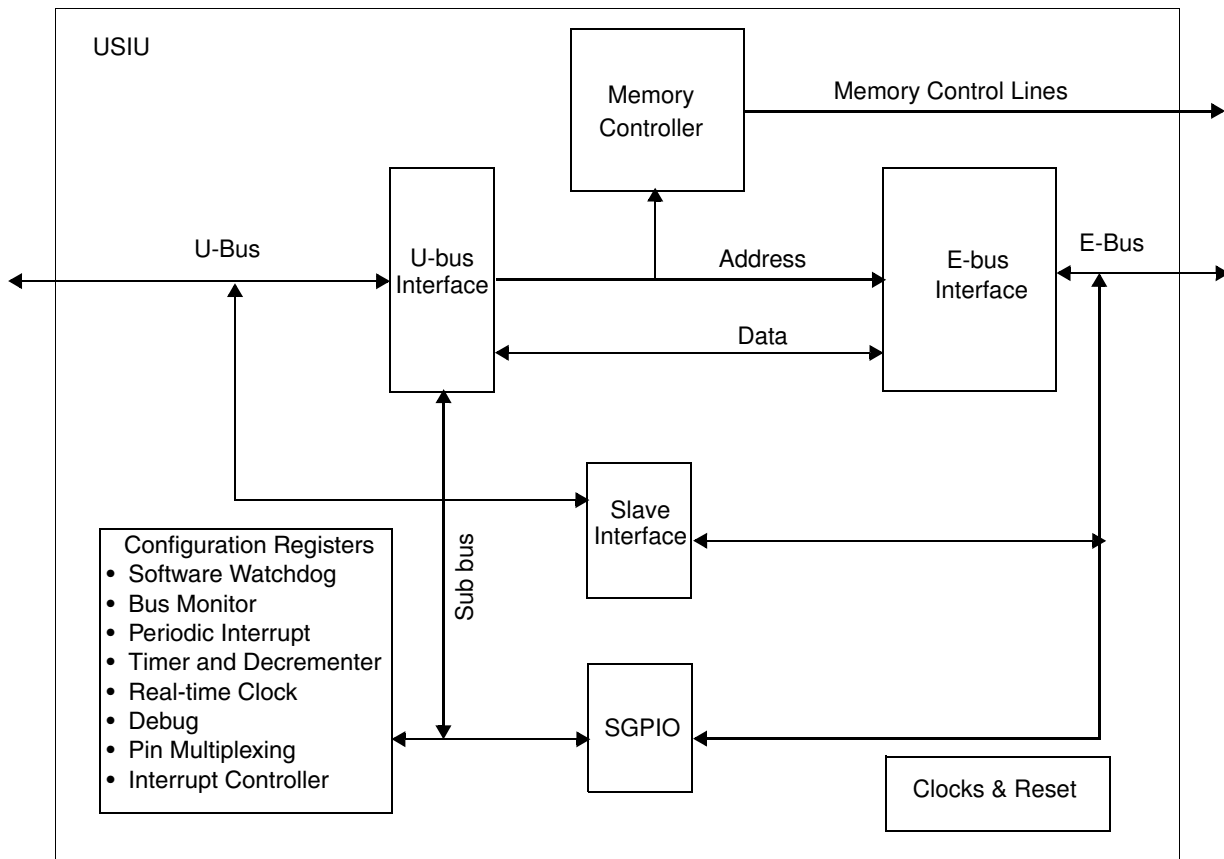 USIU
Memory
Controller
Memory Control Lines
U-Bus
U-bus
Interface
Address
E-bus
Interface
E-Bus
Data
Slave
Interface
Sub bus
Configuration Registers
• Software Watchdog
• Bus Monitor
• Periodic Interrupt
• Timer and Decrementer
• Real-time Clock
• Debug
• Pin Multiplexing
• Interrupt Controller
SGPIO
Clocks & Reset